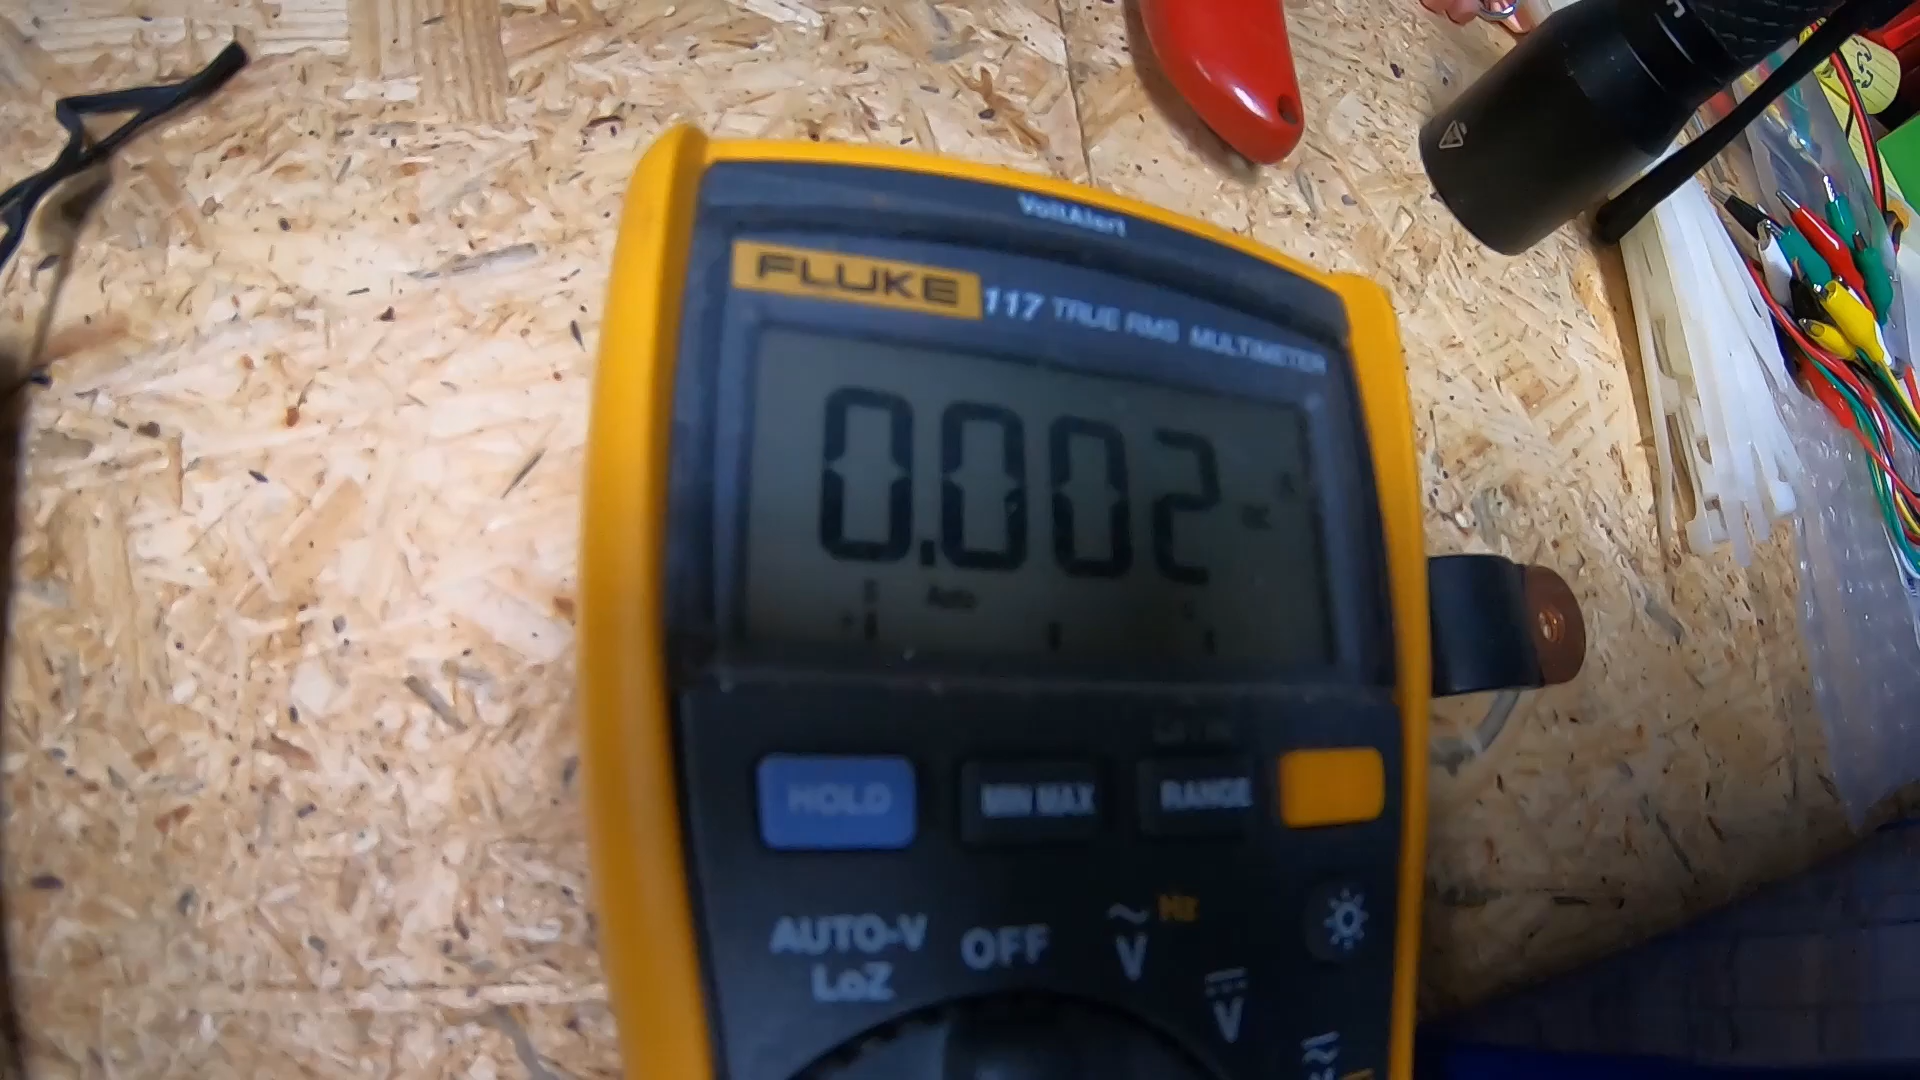 VoltAlert
FLUKE 117 TRUE RMS MULTIMETER
0.002
Auto
HOLD
MIN MAX
RANGE
AUTO-V
LoZ
OFF
Hz
V
V